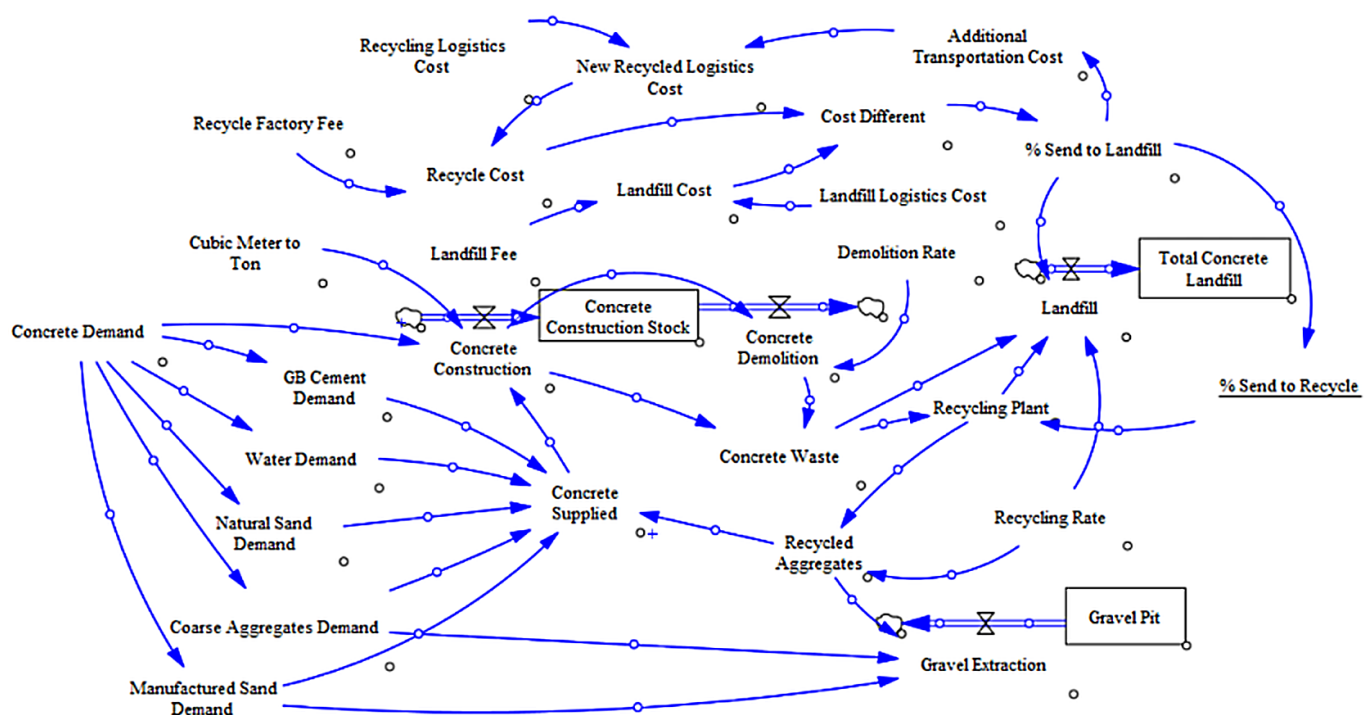 Recycling Logistics
Cost
New Recycled Logistics
Cost
Additional
Transportation Cost
Recycle Factory Fee
Cost Different
% Send to Landfill
Recycle Cost
Landfill Cost
Landfill Logistics Cost
Cubic Meter to
Ton
Landfill Fee
Demolition Rate
Total Concrete
Landfill
Concrete
Construction Stock
Landfill
Concrete Demand
Concrete
Construction
Concrete
Demolition
GB Cement
Demand
% Send to Recycle
Recycling Plant
Water Demand
Concrete Waste
Concrete
Supplied
Natural Sand
Demand
Recycling Rate
Recycled
Aggregates
Coarse Aggregates Demand
Gravel Pit
Gravel Extraction
Manufactured Sand
Demand